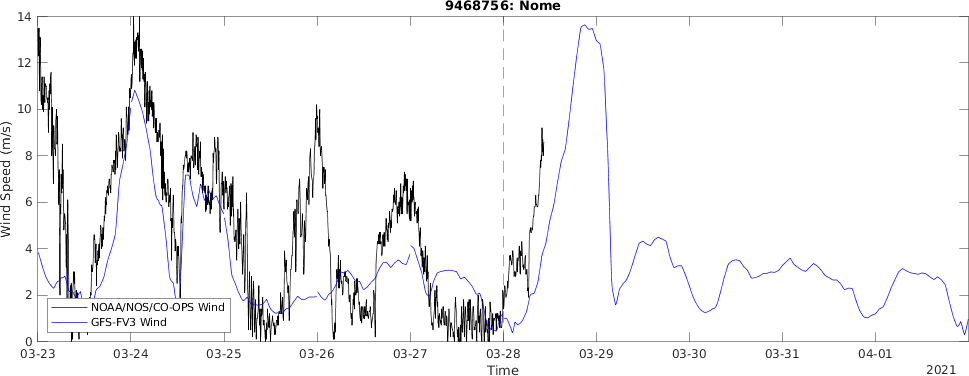 9468756: Nome
Wind Speed (m/s)
14
12
10
8
6
4
2
0
NOAA/NOS/CO-OPS Wind
GFS-FV3 Wind
03-23 03-24 03-25 03-26 03-27 03-28 03-29 03-30 03-31 04-01
Time
2021